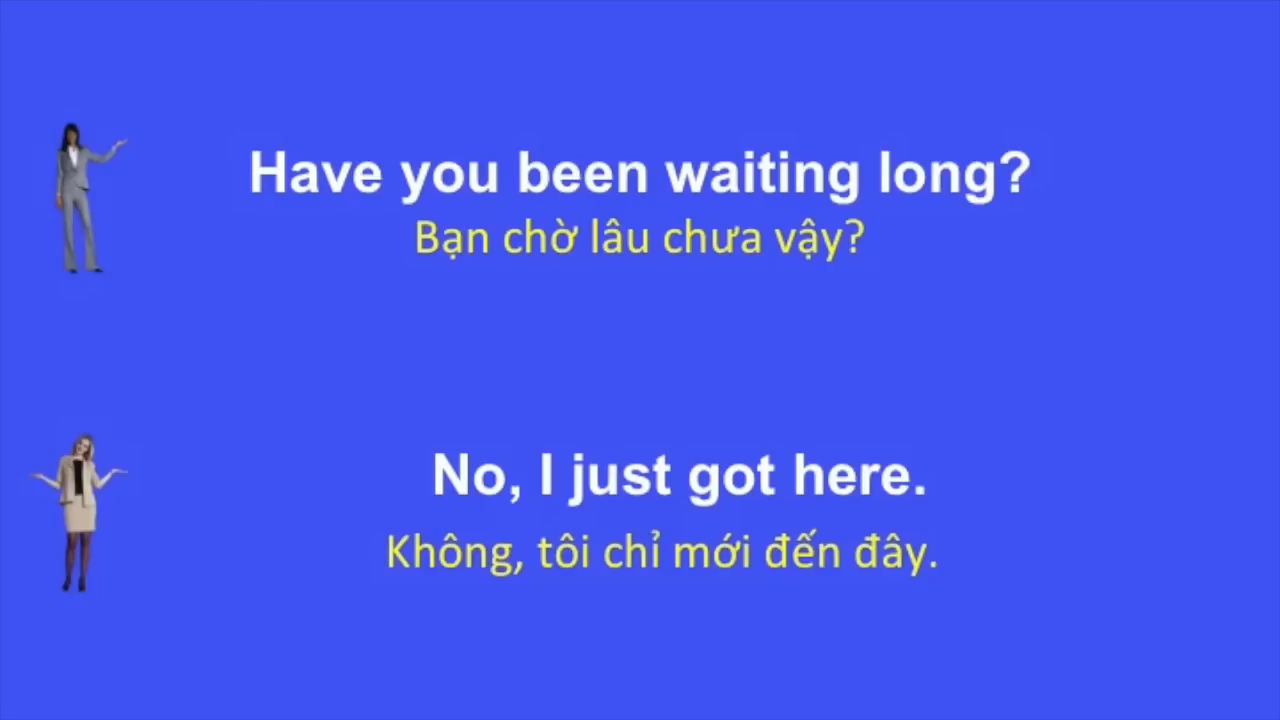 Have you been waiting long?
Bạn chờ lâu chưa vậy?
No, I just got here.
Không, tôi chỉ mới đến đây.